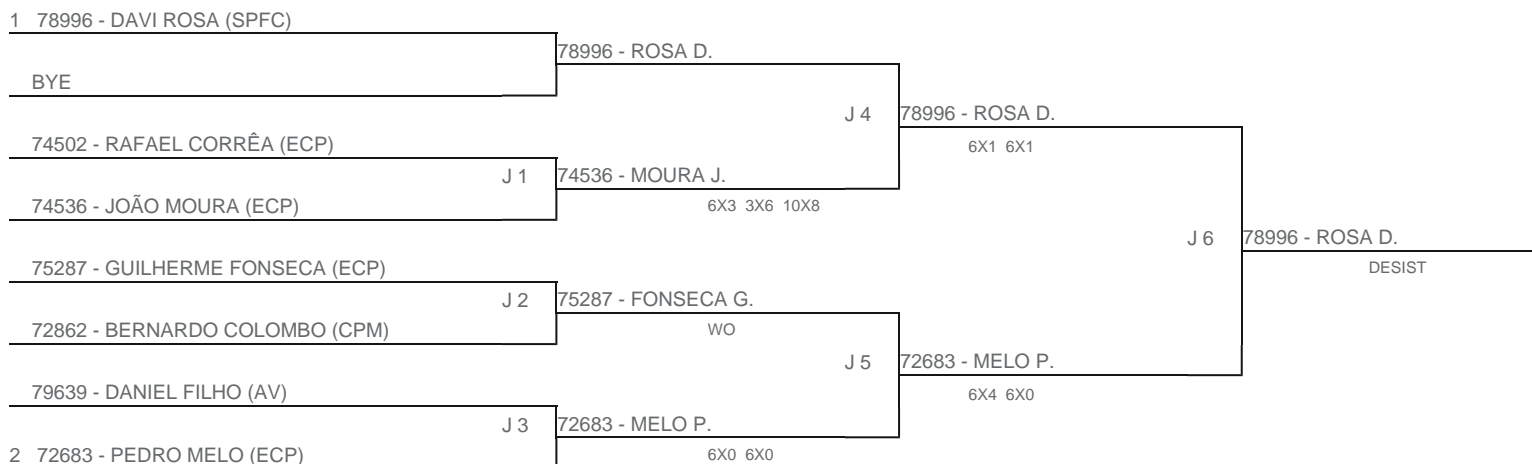 1 78996 - DAVI ROSA (SPFC)
78996 - ROSA D.
BYE
J 4
78996 - ROSA D.
74502 - RAFAEL CORRÊA (ECP)
6X1 6X1
J 1
74536 - MOURA J.
74536 - JOÃO MOURA (ECP)
6X3 3X6 10X8
J 6
78996 - ROSA D.
75287 - GUILHERME FONSECA (ECP)
DESIST
J 2
75287 - FONSECA G.
72862 - BERNARDO COLOMBO (CPM)
WO
J 5
72683 - MELO P.
79639 - DANIEL FILHO (AV)
6X4 6X0
J 3
72683 - MELO P.
2 72683 - PEDRO MELO (ECP)
6X0 6X0